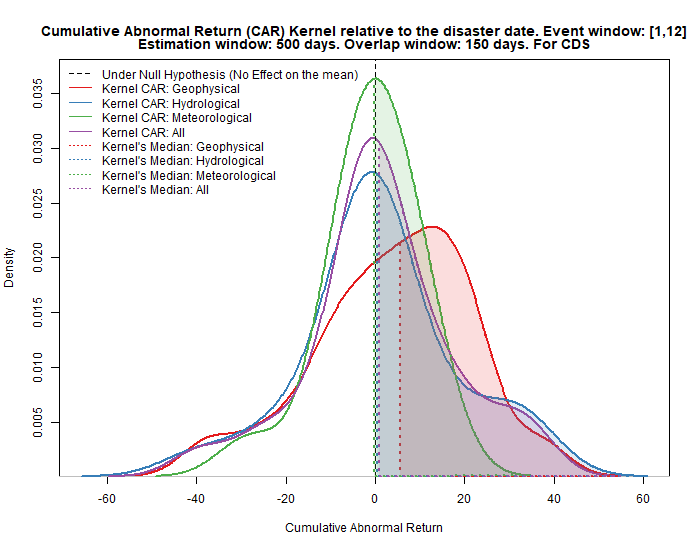 Cumulative Abnormal Return (CAR) Kernel relative to the disaster date. Event window: [1,12]
Estimation window: 500 days. Overlap window: 150 days. For CDS
Under Null Hypothesis (No Effect on the mean)
Kernel CAR: Geophysical
Kernel CAR: Hydrological
Kernel CAR: Meteorological
Kernel CAR: All
Kernel's Median: Geophysical
Kernel's Median: Hydrological
Kernel's Median: Meteorological
Kernel's Median: All
Density
0.035
0.030
0.025
0.020
0.015
0.010
0.005
-60 -40 -20 0 20 40 60
Cumulative Abnormal Return